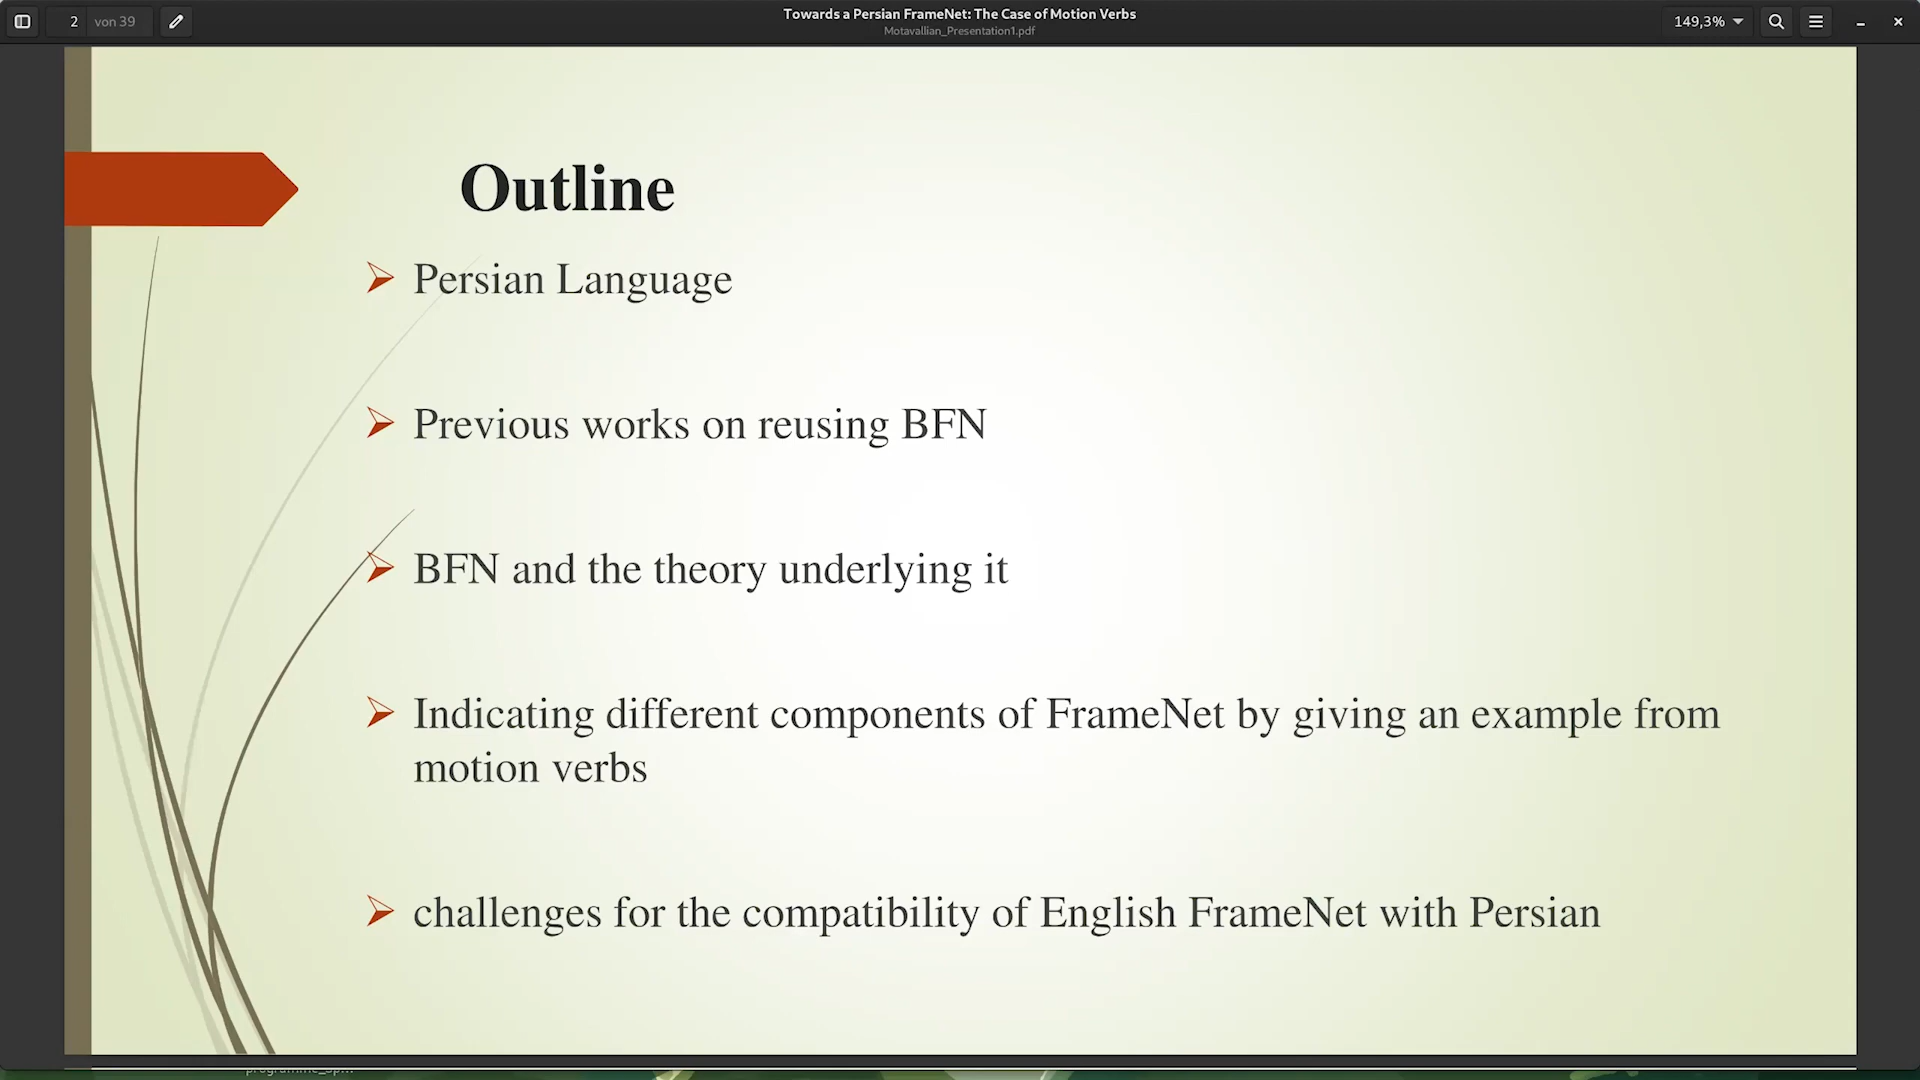 2 von 39
Towards a Persian FrameNet: The Case of Motion Verbs
Motavallian_Presentation1.pdf
149,3%
Outline
Persian Language
Previous works on reusing BFN
BFN and the theory underlying it
Indicating different components of FrameNet by giving an example from
motion verbs
challenges for the compatibility of English FrameNet with Persian